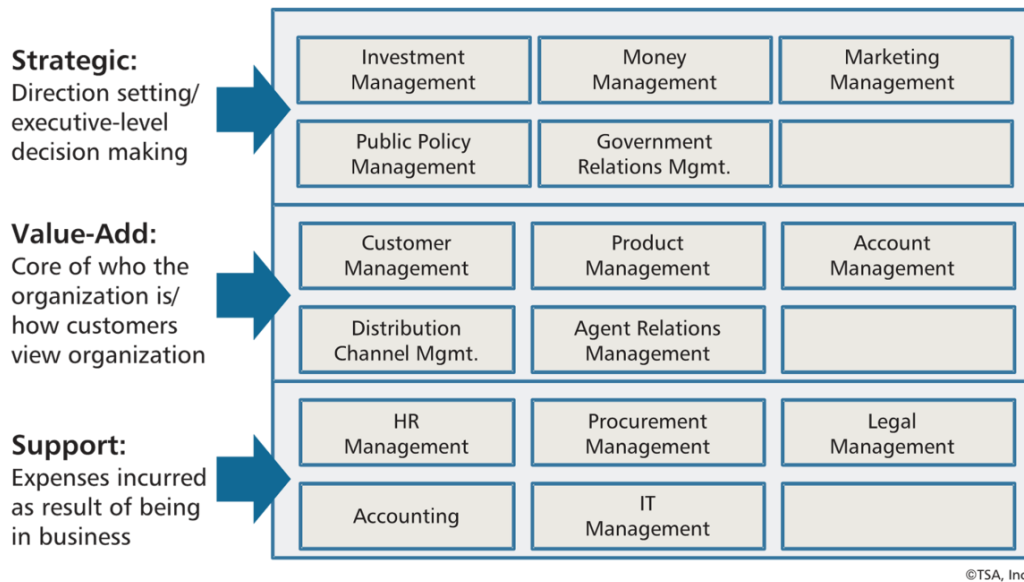 Strategic:
Direction setting/
executive-level
decision making
Investment
Management
Money
Management
Marketing
Management
Public Policy
Management
Government
Relations Mgmt.
Value-Add:
Core of who the
organization is/
how customers
view organization
Customer
Management
Product
Management
Account
Management
Distribution
Channel Mgmt.
Agent Relations
Management
Support:
Expenses incurred
as result of being
in business
HR
Management
Procurement
Management
Legal
Management
Accounting
IT
Management
©TSA, Inc